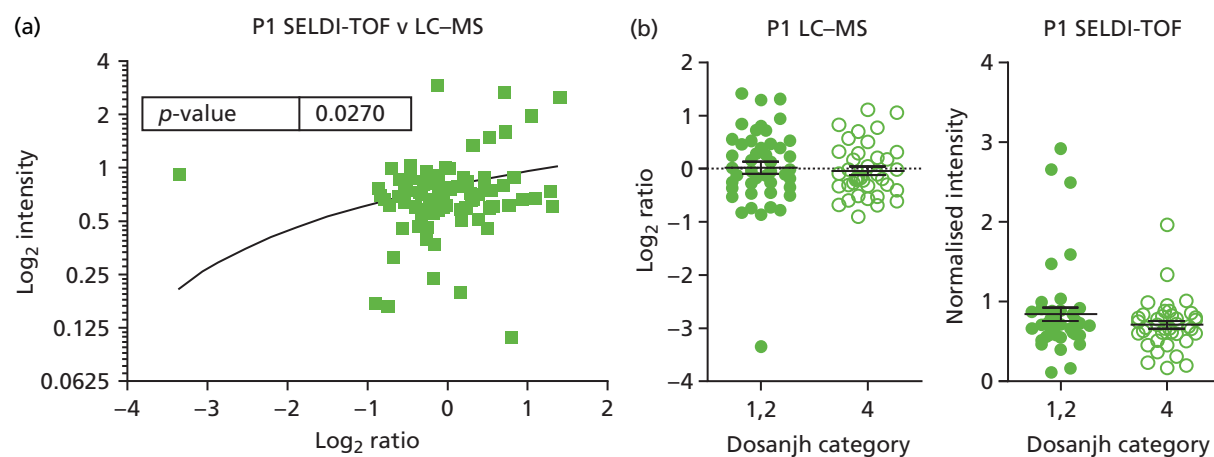 (a)
P1 SELDI-TOF v LC–MS
p-value 0.0270
Log2 intensity
4
1
0.5
0.25
0.125
0.0625
–4 –3 –2 –1 0 1 2
Log2 ratio
(b)
P1 LC–MS
Log2 ratio
2
1
0
–1
–2
–3
–4
1,2 4
Dosanjh category
P1 SELDI-TOF
Normalised intensity
4
3
2
1
0
1,2 4
Dosanjh category